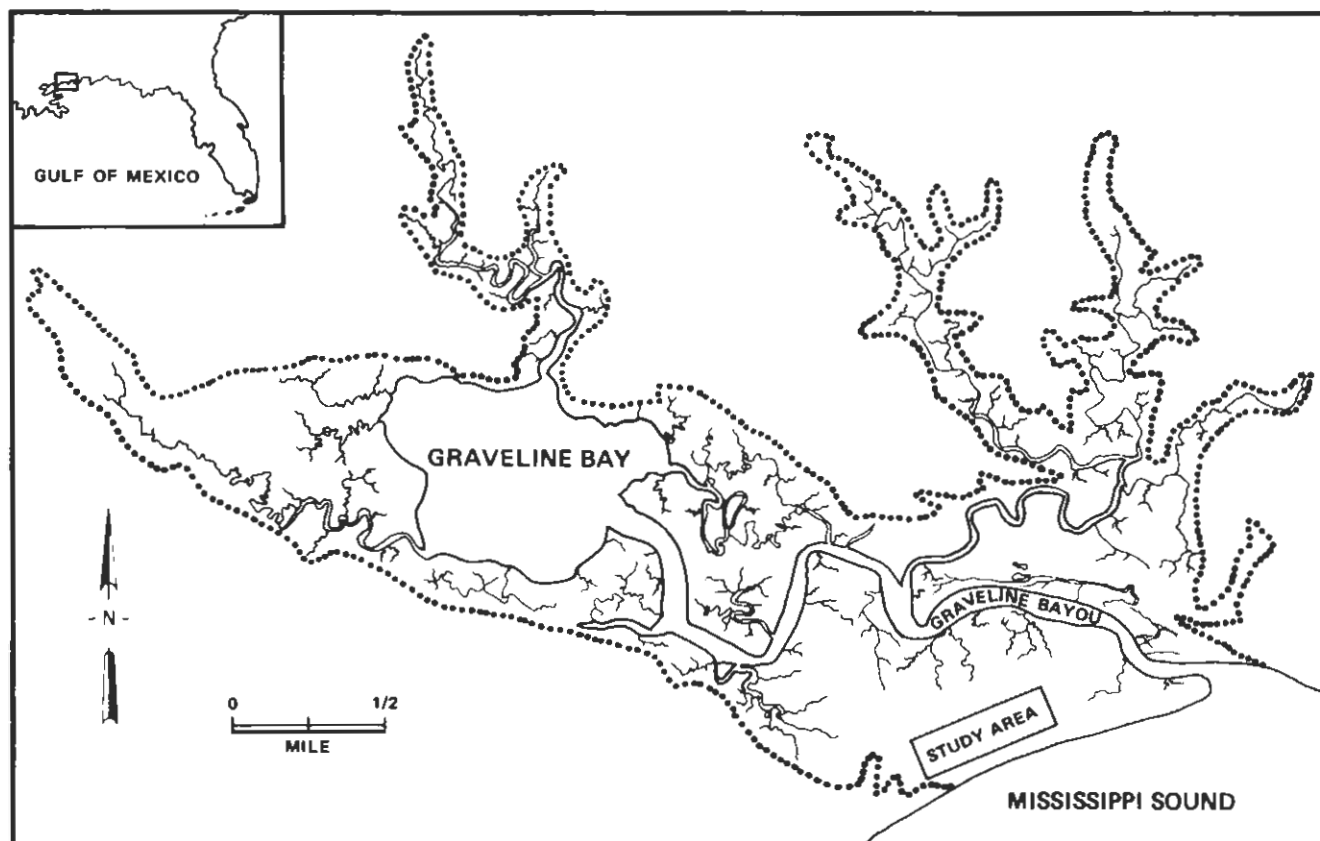 GULF OF MEXICO
GRAVELINE BAY
GRAVELINE BAYOU
-N-
0 1/2
MILE
STUDY AREA
MISSISSIPPI SOUND